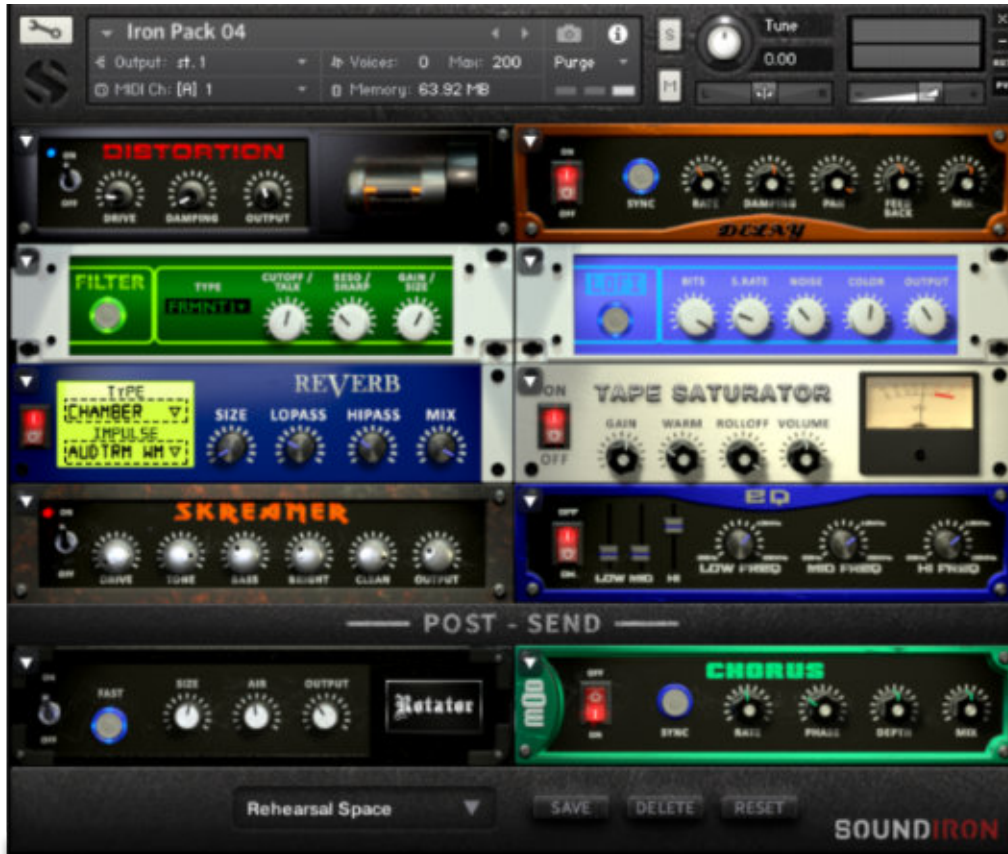 Iron Pack 04
Output: st.1
Voices: 0 Max: 200
Purge
MIDI Ch: [A] 1
Memory: 63.92 MB
S
M
Tune
0.00
L
R
ON
OFF
DISTORTION
DRIVE DAMPING OUTPUT
ON
OFF
SYNC RATE DAMPING PAN FEED BACK MIX
DELAY
FILTER
TYPE
FRMNT1
CUTOFF / TALK
RESO / SHARP
GAIN / SIZE
LOFI
BITS S.RATE NOISE COLOR OUTPUT
TYPE
CHAMBER
IMPULSE
AUDTRM WM
REVERB
SIZE LOPASS HIPASS MIX
ON
OFF
TAPE SATURATOR
GAIN WARM ROLLOFF VOLUME
ON
OFF
SKREAMER
DRIVE TONE BASS BRIGHT CLEAN OUTPUT
EQ
OFF
ON
LOW MID HI
LOW FREQ MID FREQ HI FREQ
POST - SEND
ON
OFF
FAST SIZE AIR OUTPUT
Rotator
MOD
CHORUS
OFF
ON
SYNC RATE PHASE DEPTH MIX
Rehearsal Space
SAVE DELETE RESET
SOUNDIRON